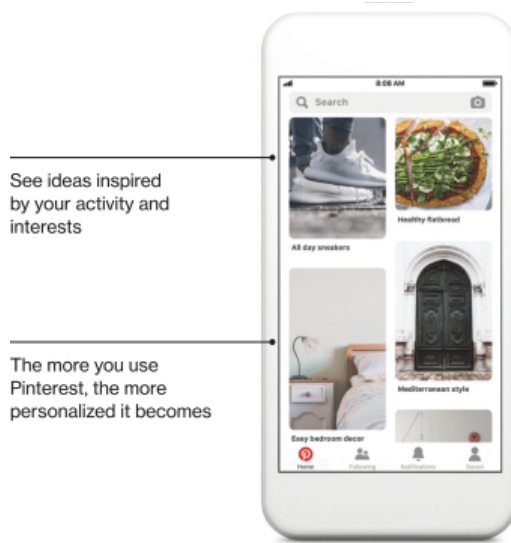 8:08 AM
Search
See ideas inspired
by your activity and
interests
Healthy flatbread
All day sneakers
The more you use
Pinterest, the more
personalized it becomes
Mediterranean style
Easy bedroom decor
Home
Following
Notifications
Saved